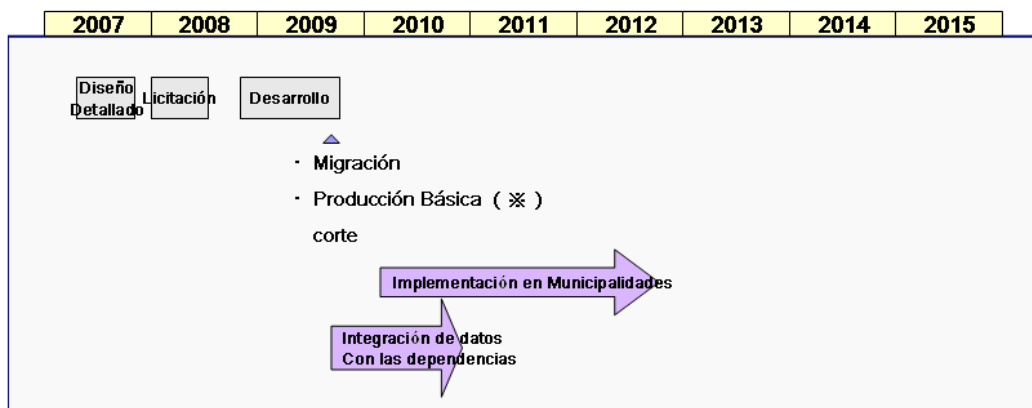 2007 2008 2009 2010 2011 2012 2013 2014 2015
Diseño
Detallado
Licitación
Desarrollo
· Migración
· Producción Básica ( ※ )
corte
Implementación en Municipalidades
Integración de datos
Con las dependencias